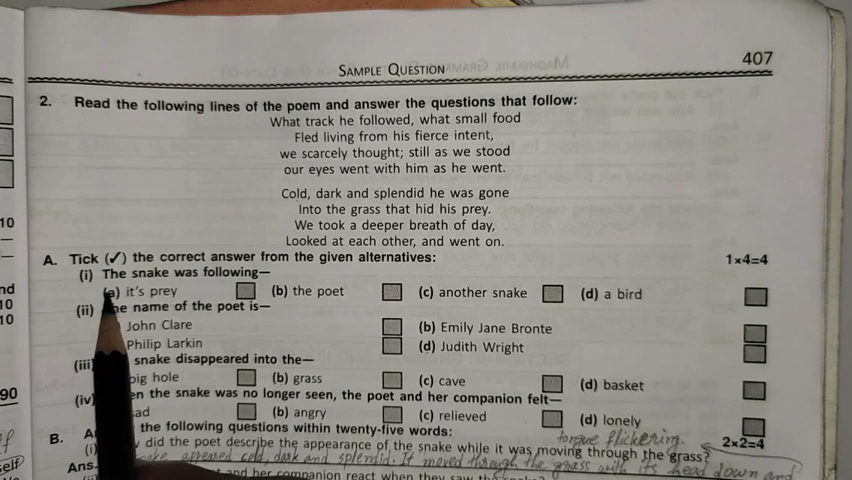 SAMPLE QUESTION
407
2. Read the following lines of the poem and answer the questions that follow:
What track he followed, what small food
Fled living from his fierce intent,
we scarcely thought; still as we stood
our eyes went with him as he went.
Cold, dark and splendid he was gone
Into the grass that hid his prey.
We took a deeper breath of day,
Looked at each other, and went on.
A. Tick (✓) the correct answer from the given alternatives: 1×4=4
(i) The snake was following—
(a) it's prey (b) the poet (c) another snake (d) a bird
(ii) name of the poet is—
John Clare (b) Emily Jane Bronte
Philip Larkin (d) Judith Wright
(iii) snake disappeared into the—
big hole (b) grass (c) cave (d) basket
(iv) the snake was no longer seen, the poet and her companion felt—
(b) angry (c) relieved (d) lonely
B. the following questions within twenty-five words: 2×2=4
torgue flickering.
(i) did the poet describe the appearance of the snake while it was moving through the grass?
Ans. appeared cold, dark and splendid. It moved through the grass with its head down and
and her companion react when they saw the
10
10
10
90
self